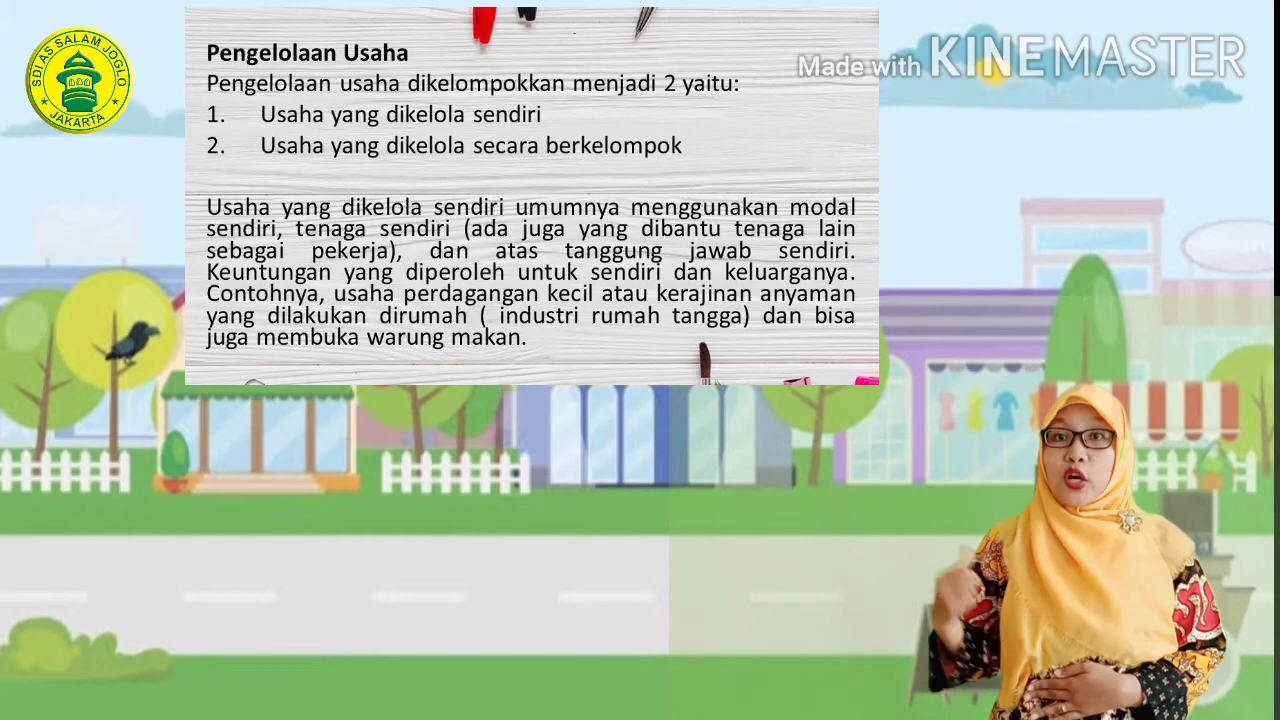 SDI AS SALAM JOGLO
JAKARTA
Made with KINEMASTER
Pengelolaan Usaha
Pengelolaan usaha dikelompokkan menjadi 2 yaitu:
1. Usaha yang dikelola sendiri
2. Usaha yang dikelola secara berkelompok
Usaha yang dikelola sendiri umumnya menggunakan modal
sendiri, tenaga sendiri (ada juga yang dibantu tenaga lain
sebagai pekerja), dan atas tanggung jawab sendiri.
Keuntungan yang diperoleh untuk sendiri dan keluarganya.
Contohnya, usaha perdagangan kecil atau kerajinan anyaman
yang dilakukan dirumah ( industri rumah tangga) dan bisa
juga membuka warung makan.